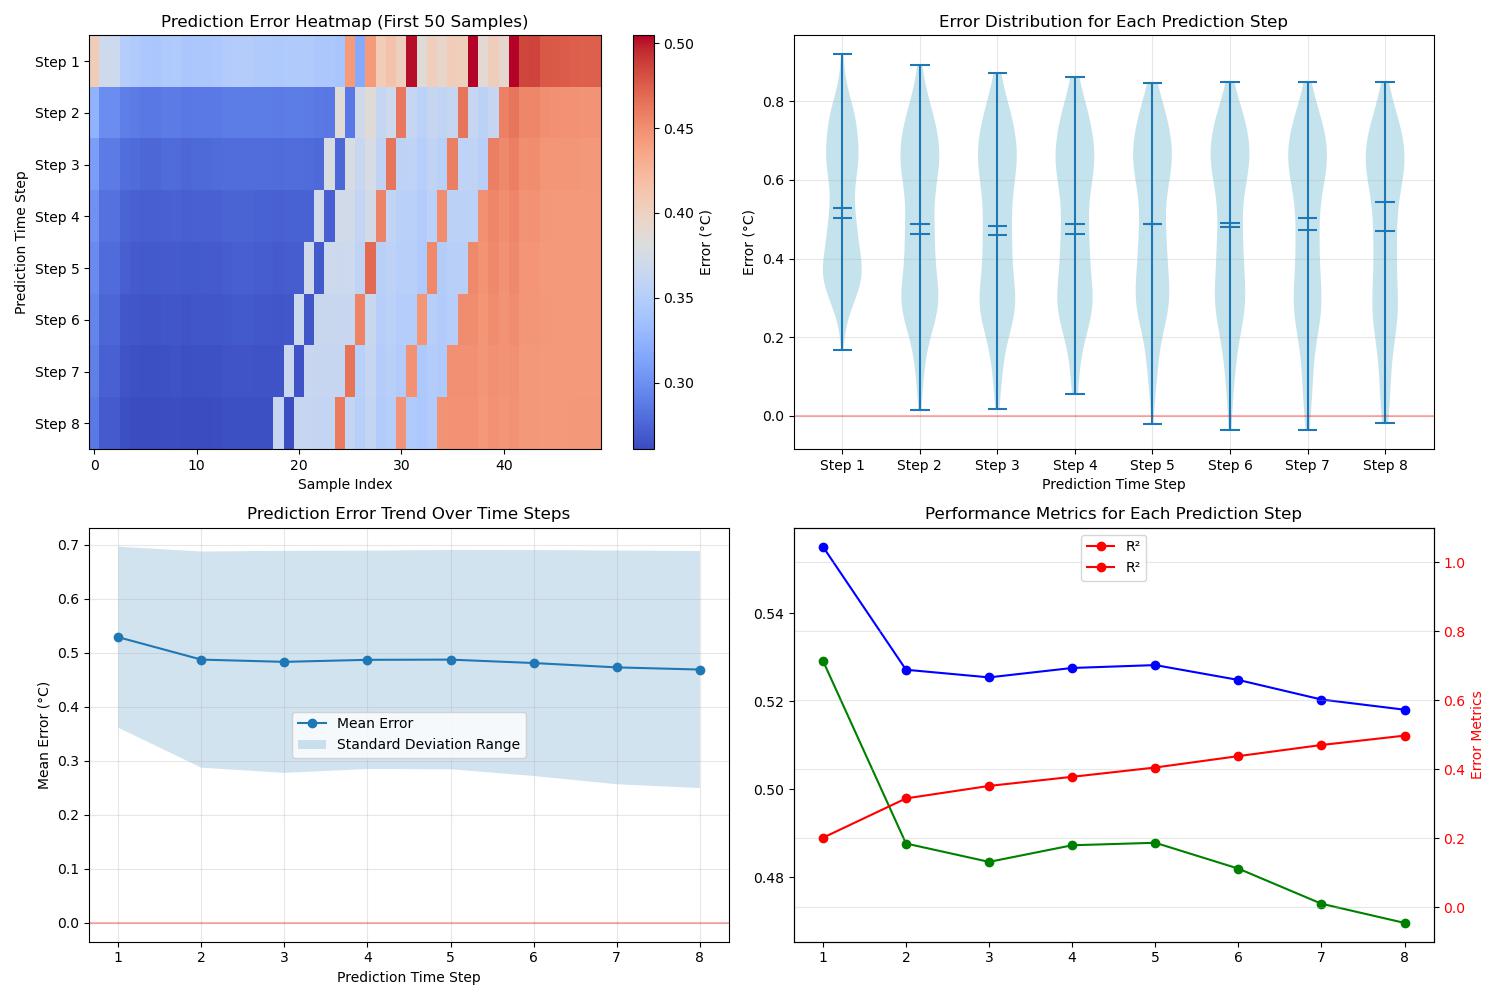 Prediction Error Heatmap (First 50 Samples)
Prediction Time Step
Step 1
Step 2
Step 3
Step 4
Step 5
Step 6
Step 7
Step 8
0
10
20
30
40
Sample Index
0.50
0.45
0.40
0.35
0.30
Error (°C)
Error Distribution for Each Prediction Step
Error (°C)
0.8
0.6
0.4
0.2
0.0
Step 1
Step 2
Step 3
Step 4
Step 5
Step 6
Step 7
Step 8
Prediction Time Step
Prediction Error Trend Over Time Steps
Mean Error (°C)
0.7
0.6
0.5
0.4
0.3
0.2
0.1
0.0
Mean Error
Standard Deviation Range
1
2
3
4
5
6
7
8
Prediction Time Step
Performance Metrics for Each Prediction Step
R²
R²
0.54
0.52
0.50
0.48
1.0
0.8
0.6
0.4
0.2
0.0
Error Metrics
1
2
3
4
5
6
7
8